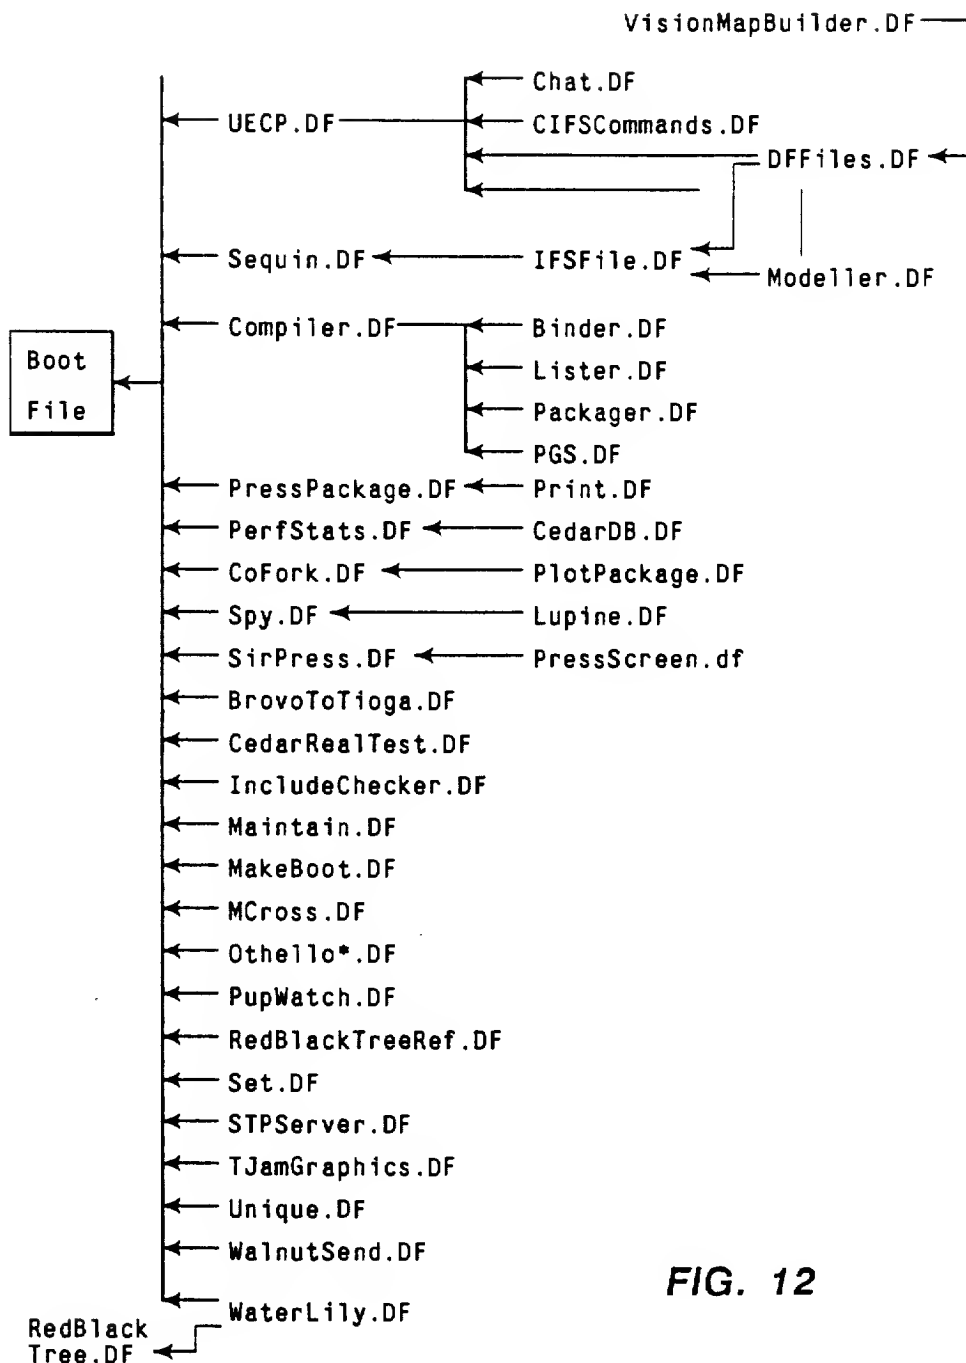 VisionMapBuilder.DF
Chat.DF
UECP.DF
CIFSCommands.DF
DFFiles.DF
Sequin.DF
IFSFile.DF
Modeller.DF
Compiler.DF
Binder.DF
Boot
File
Lister.DF
Packager.DF
PGS.DF
PressPackage.DF
Print.DF
PerfStats.DF
CedarDB.DF
CoFork.DF
PlotPackage.DF
Spy.DF
Lupine.DF
SirPress.DF
PressScreen.df
BrovoToTioga.DF
CedarRealTest.DF
IncludeChecker.DF
Maintain.DF
MakeBoot.DF
MCross.DF
Othello*.DF
PupWatch.DF
RedBlackTreeRef.DF
Set.DF
STPServer.DF
TJamGraphics.DF
Unique.DF
WalnutSend.DF
WaterLily.DF
RedBlack
Tree.DF
FIG. 12